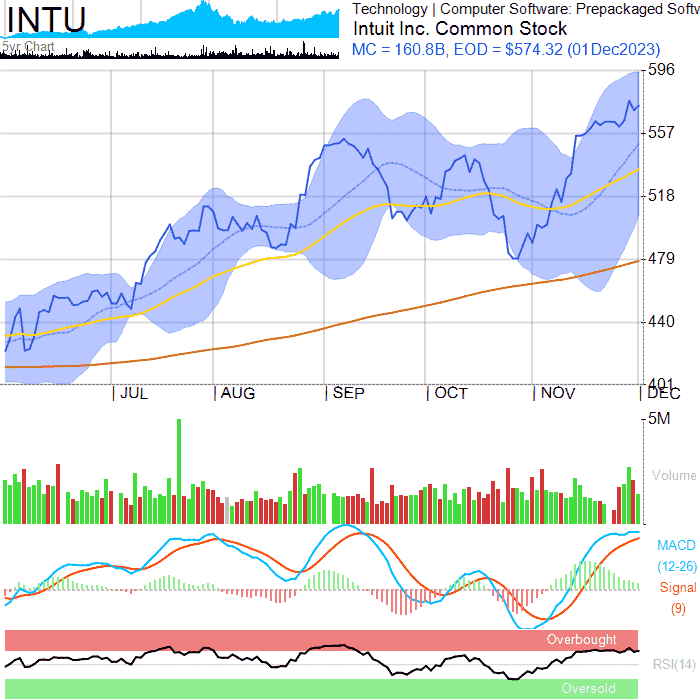 INTU
5yr Chart
Technology | Computer Software: Prepackaged Softw
Intuit Inc. Common Stock
MC = 160.8B, EOD = $574.32 (01Dec2023)
596
557
518
479
440
401
| JUL | AUG | SEP | OCT | NOV | DEC
5M
Volume
MACD
(12-26)
Signal
(9)
Overbought
RSI(14)
Oversold